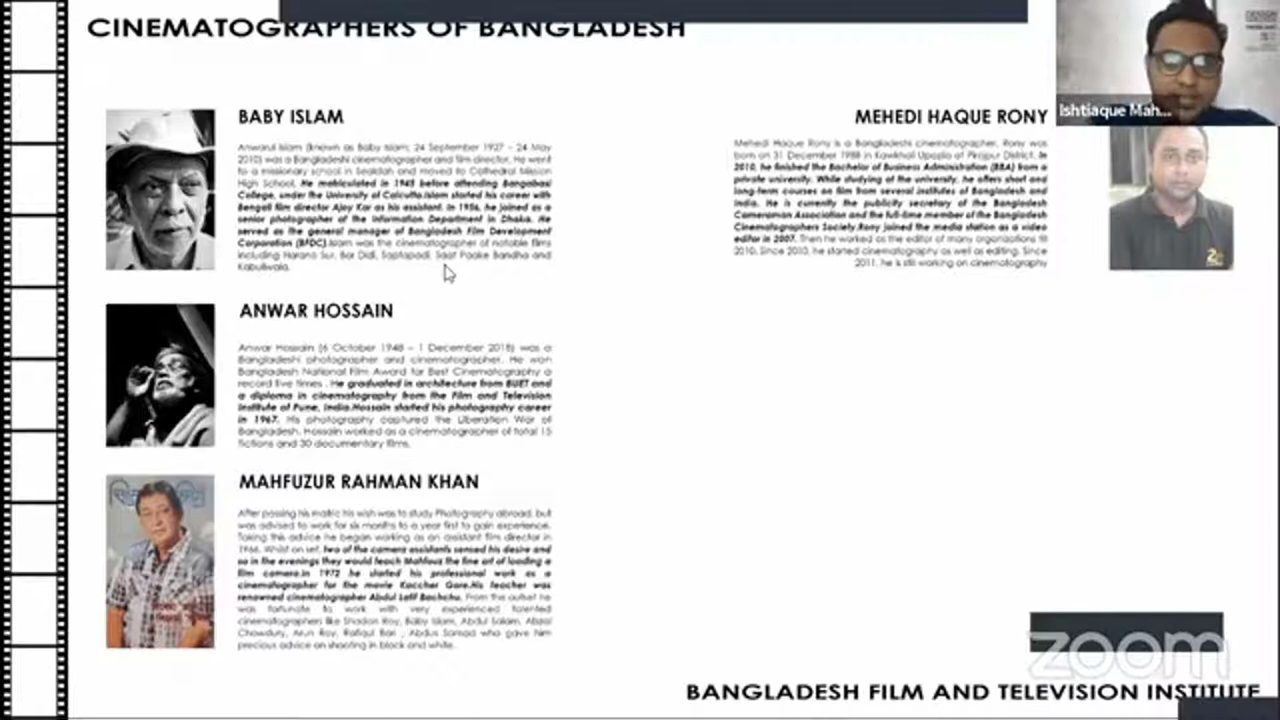 CINEMATOGRAPHERS OF BANGLADESH
BABY ISLAM
Anwarul Islam (known as Baby Islam; 24 September 1927 – 24 May
2010) was a Bangladeshi cinematographer and film director. He went
to a missionary school in Sealdah and moved to Cathedral Mission
High School. He matriculated in 1945 before attending Bangabasi
College, under the University of Calcutta.Islam started his career with
Bengali film director Ajoy Kar as his assistant. In 1956, he joined as a
senior photographer of the Information Department in Dhaka. He
served as the general manager of Bangladesh Film Development
Corporation (BFDC).Islam was the cinematographer of notable films
including Harano Sur, Bor Didi, Saptapadi, Saat Paake Bandha and
Kabuliwala.
MEHEDI HAQUE RONY
Mehedi Haque Rony is a Bangladeshi cinematographer. Rony was
born on 31 December 1988 in Kawkhali Upazila of Pirojpur District. In
2010, he finished the Bachelor of Business Administration (BBA) from a
private university. While studying at the university, he offers short and
long-term courses on film from several institutes of Bangladesh and
India. He is currently the publicity secretary of the Bangladesh
Cameraman Association and the full-time member of the Bangladesh
Cinematographers Society.Rony joined the media station as a video
editor in 2007. Then he worked as the editor of many organizations till
2010. Since 2010, he started cinematography as well as editing. Since
2011, he is still working on cinematography
Ishtiaque Mah...
ANWAR HOSSAIN
Anwar Hossain (6 October 1948 – 1 December 2018) was a
Bangladeshi photographer and cinematographer. He won
Bangladesh National Film Award for Best Cinematography a
record five times . He graduated in architecture from BUET and
a diploma in cinematography from the Film and Television
Institute of Pune, India.Hossain started his photography career
in 1967. His photography captured the Liberation War of
Bangladesh. Hossain worked as a cinematographer of total 15
fictions and 30 documentary films.
MAHFUZUR RAHMAN KHAN
After passing his matric his wish was to study Photography abroad, but
was advised to work for six months to a year first to gain experience.
Taking this advice he began working as an assistant film director in
1966. Whilst on set, two of the camera assistants sensed his desire and
so in the evenings they would teach Mahfuuz the fine art of loading a
film camera.In 1972 he started his professional work as a
cinematographer for the movie Kaccher Gore.His teacher was
renowned cinematographer Abdul Latif Bachchu. From the outset he
was fortunate to work with very experienced talented
cinematographers like Shadon Roy, Baby Islam, Abdul Salam, Afzal
Chowdury, Arun Roy, Rafiqul Bari , Abdus Samad who gave him
precious advice on shooting in black and white.
zoom
BANGLADESH FILM AND TELEVISION INSTITUTE